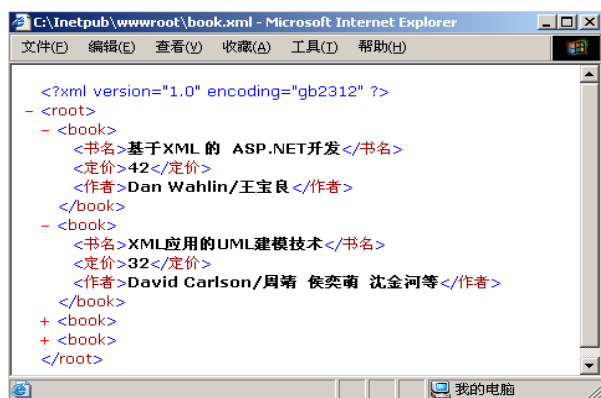 C:\Inetpub\wwwroot\book.xml - Microsoft Internet Explorer
文件(F) 编辑(E) 查看(V) 收藏(A) 工具(T) 帮助(H)
<?xml version="1.0" encoding="gb2312" ?>
- <root>
- <book>
<书名>基于XML 的 ASP.NET开发</书名>
<定价>42</定价>
<作者>Dan Wahlin/王宝良</作者>
</book>
- <book>
<书名>XML应用的UML建模技术</书名>
<定价>32</定价>
<作者>David Carlson/周靖 侯奕萌 沈金河等</作者>
</book>
+ <book>
+ <book>
</root>
我的电脑